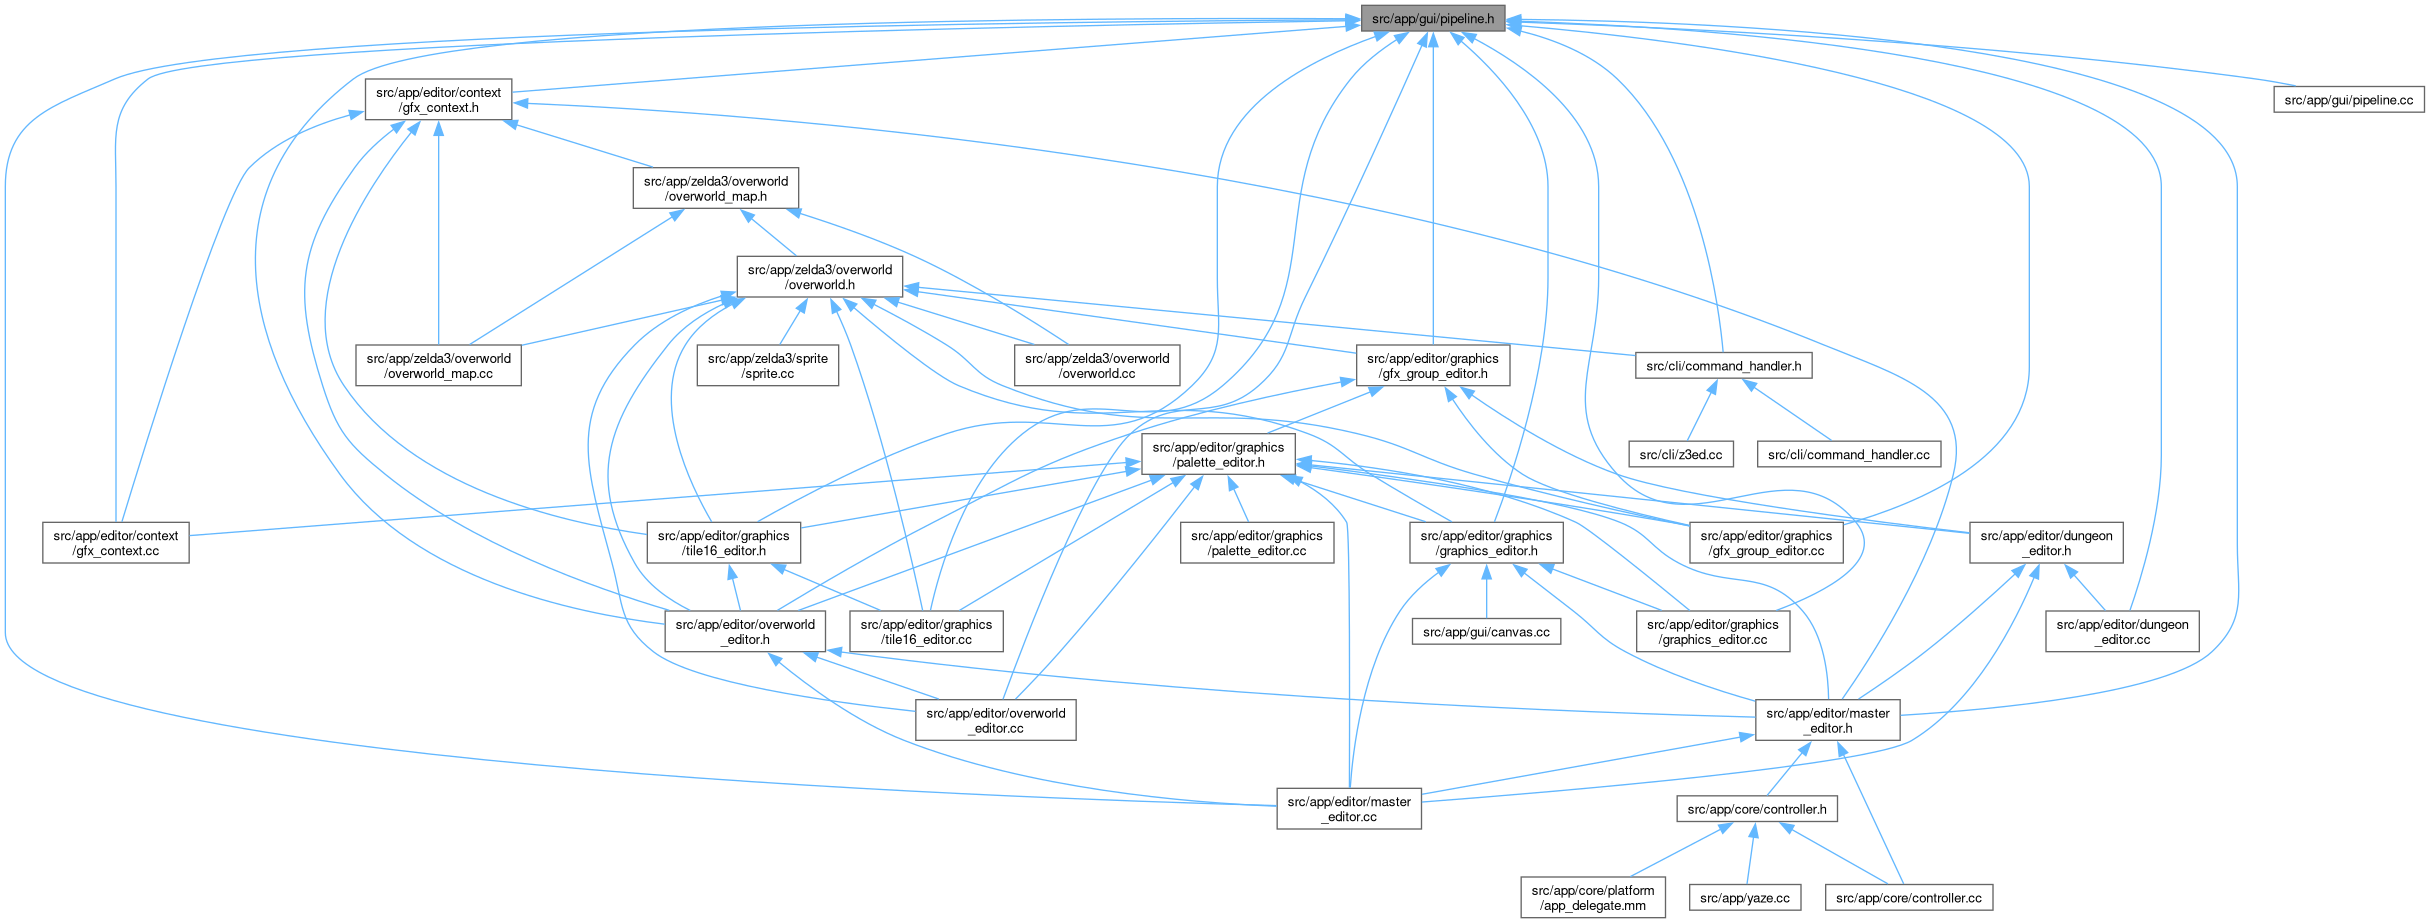 src/app/gui/pipeline.h
src/app/editor/context
/gfx_context.h
src/app/gui/pipeline.cc
src/app/zelda3/overworld
/overworld_map.h
src/app/zelda3/overworld
/overworld.h
src/app/zelda3/overworld
/overworld_map.cc
src/app/zelda3/sprite
/sprite.cc
src/app/zelda3/overworld
/overworld.cc
src/app/editor/graphics
/gfx_group_editor.h
src/cli/command_handler.h
src/app/editor/graphics
/palette_editor.h
src/cli/z3ed.cc
src/cli/command_handler.cc
src/app/editor/context
/gfx_context.cc
src/app/editor/graphics
/tile16_editor.h
src/app/editor/graphics
/palette_editor.cc
src/app/editor/graphics
/graphics_editor.h
src/app/editor/graphics
/gfx_group_editor.cc
src/app/editor/dungeon
_editor.h
src/app/editor/overworld
_editor.h
src/app/editor/graphics
/tile16_editor.cc
src/app/gui/canvas.cc
src/app/editor/graphics
/graphics_editor.cc
src/app/editor/dungeon
_editor.cc
src/app/editor/overworld
_editor.cc
src/app/editor/master
_editor.h
src/app/editor/master
_editor.cc
src/app/core/controller.h
src/app/core/platform
/app_delegate.mm
src/app/yaze.cc
src/app/core/controller.cc